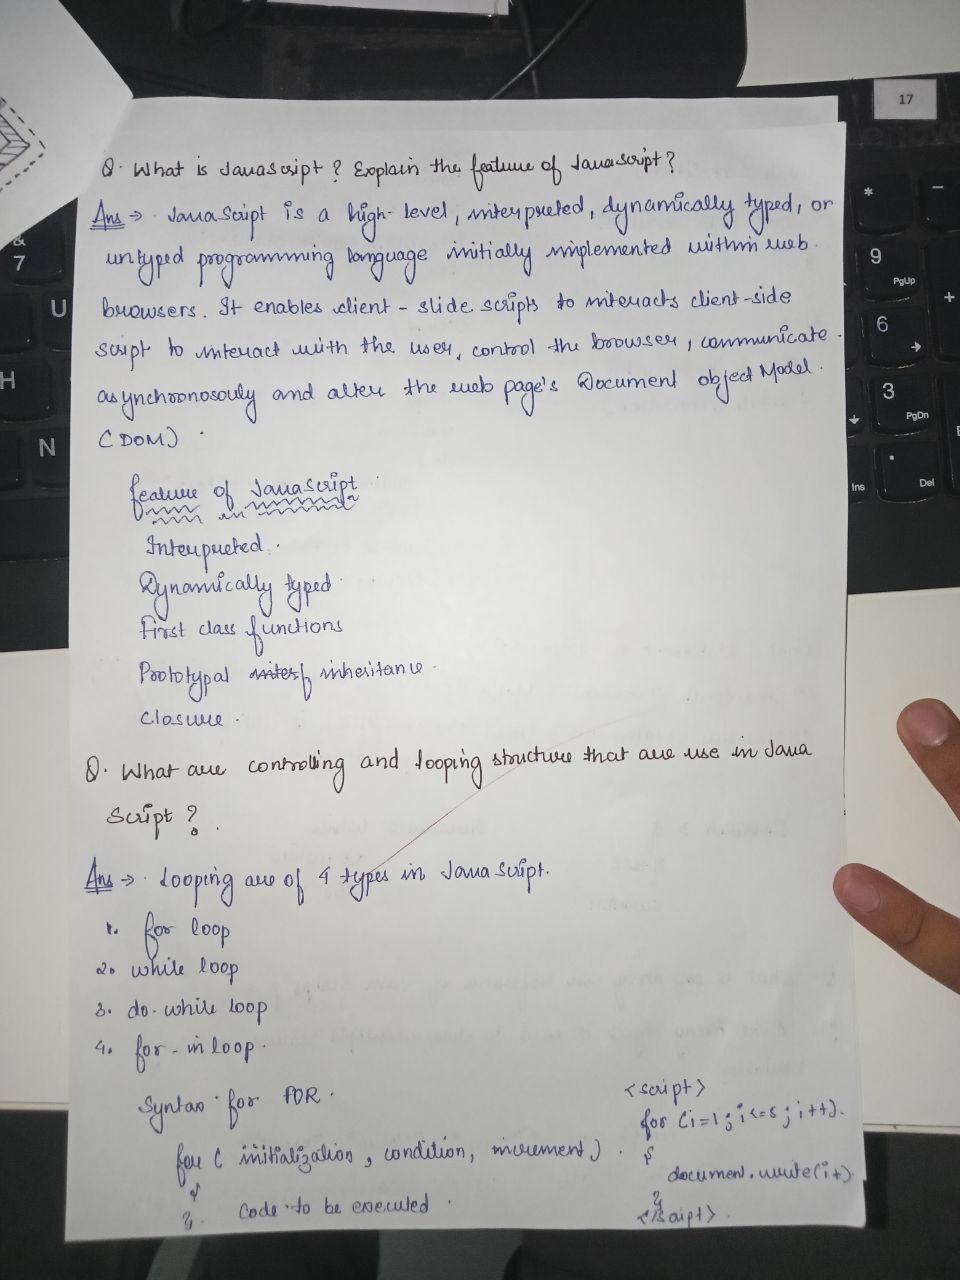 Q. What is Javascript ? Explain the feature of Javascript ?
Ans → JavaScript is a high-level, interpreted, dynamically typed, or
untyped programming language initially implemented within web
browsers. It enables client - slide scripts to interacts client-side
script to interact with the user, control the browser, communicate
asynchronosouly and alter the web page's Document object Model.
(DOM)
feature of JavaScript
Interpreted.
Dynamically typed
First class functions
Prototypal inheritance.
Closure.
Q. What are controlling and looping structure that are use in Java
Script ?
Ans → Looping are of 4 types in JavaScript.
1. for loop
2. while loop
3. do-while loop
4. for - in loop.
Syntax for FOR.
for ( initialization , condition, increment )
{
Code to be executed
}.
<script>
for (i=1; i<=5; i++).
{
document.write(i+)
}
</script>.
17
*
-
9
PgUp
+
6
3
PgDn
Ins
.
Del
&
7
U
H
N